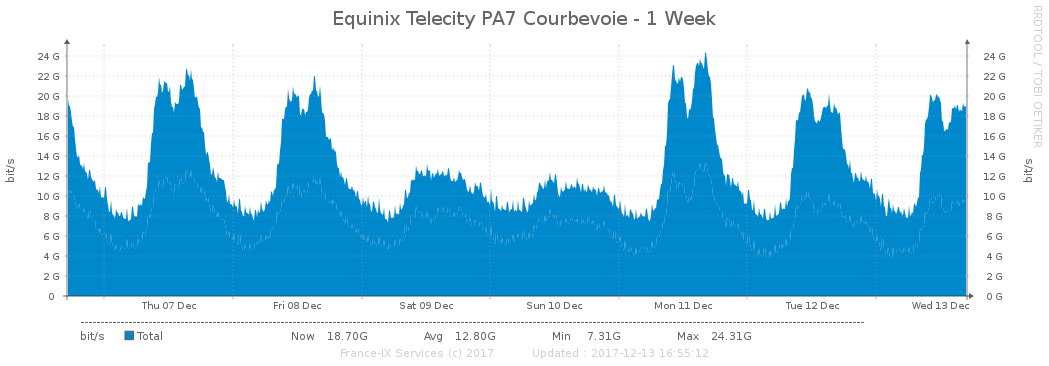 Equinix Telecity PA7 Courbevoie - 1 Week
RRDTOOL / TOBI OETIKER
bit/s
24 G
22 G
20 G
18 G
16 G
14 G
12 G
10 G
8 G
6 G
4 G
2 G
0
24 G
22 G
20 G
18 G
16 G
14 G
12 G
10 G
8 G
6 G
4 G
2 G
0 G
bit/s
Thu 07 Dec Fri 08 Dec Sat 09 Dec Sun 10 Dec Mon 11 Dec Tue 12 Dec Wed 13 Dec
bit/s Total Now 18.70G Avg 12.80G Min 7.31G Max 24.31G
France-IX Services (c) 2017 Updated : 2017-12-13 16:55:12